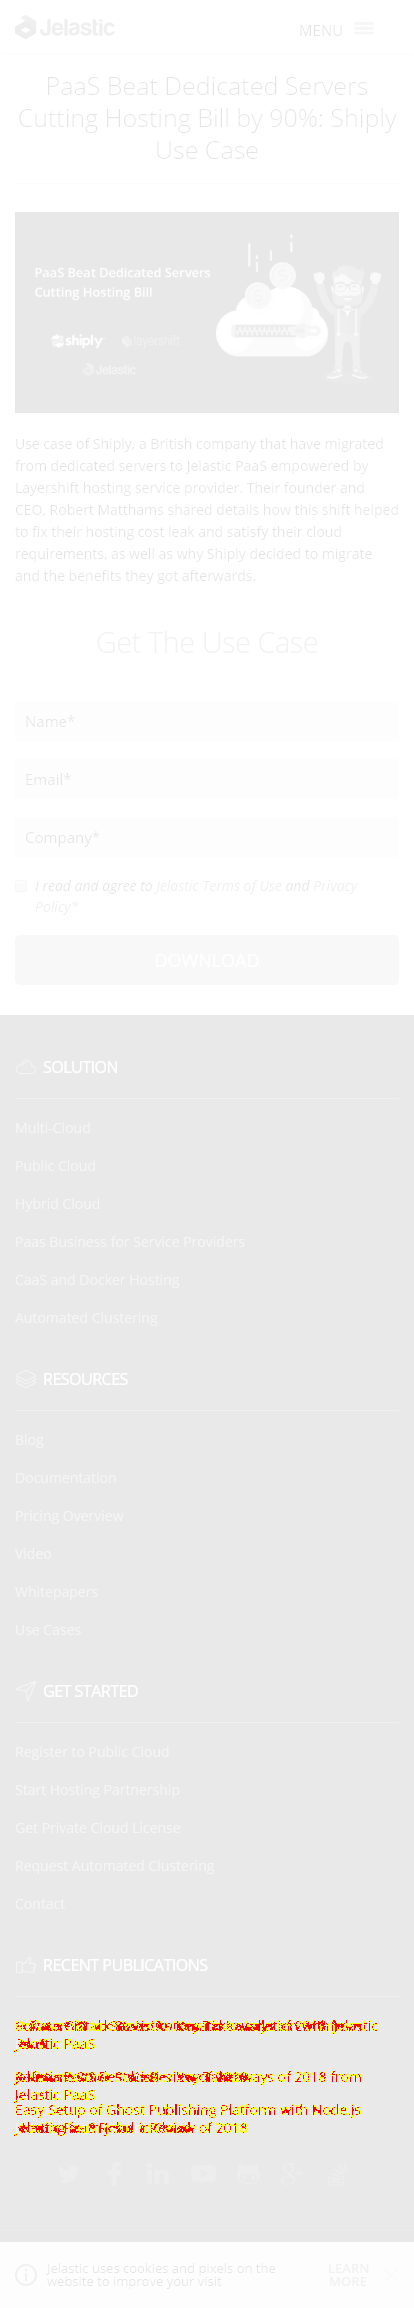 Jelastic
MENU
PaaS Beat Dedicated Servers
Cutting Hosting Bill by 90%: Shiply
Use Case
PaaS Beat Dedicated Servers
Cutting Hosting Bill
shiply
layershift
Jelastic
Use case of Shiply, a British company that have migrated
from dedicated servers to Jelastic PaaS empowered by
Layershift hosting service provider. Their founder and
CEO, Robert Matthams shared details how this shift helped
to fix their hosting cost leak and satisfy their cloud
requirements, as well as why Shiply decided to migrate
and the benefits they got afterwards.
Get The Use Case
Name*
Email*
Company*
I read and agree to Jelastic Terms of Use and Privacy
Policy*
DOWNLOAD
SOLUTION
Multi-Cloud
Public Cloud
Hybrid Cloud
Paas Business for Service Providers
CaaS and Docker Hosting
Automated Clustering
RESOURCES
Blog
Documentation
Pricing Overview
Video
Whitepapers
Use Cases
GET STARTED
Register to Public Cloud
Start Hosting Partnership
Get Private Cloud License
Request Automated Clustering
Contact
RECENT PUBLICATIONS
Jelastic
PaaS
of 2018 from
Jelastic PaaS
Easy Setup of Ghost Publishing Platform with Node.js
of 2018
Jelastic uses cookies and pixels on the
website to improve your visit
LEARN
MORE